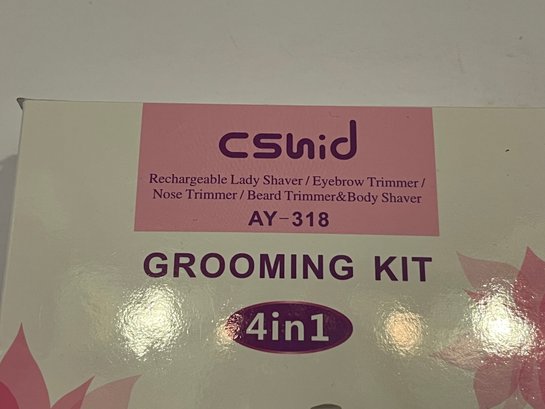 cshid
Rechargeable Lady Shaver / Eyebrow Trimmer /
Nose Trimmer / Beard Trimmer&Body Shaver
AY-318
GROOMING KIT
4in1